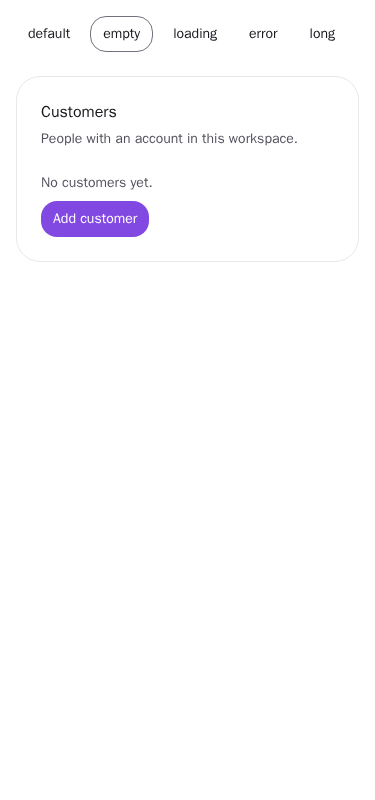 default empty loading error long
Customers
People with an account in this workspace.
No customers yet.
Add customer